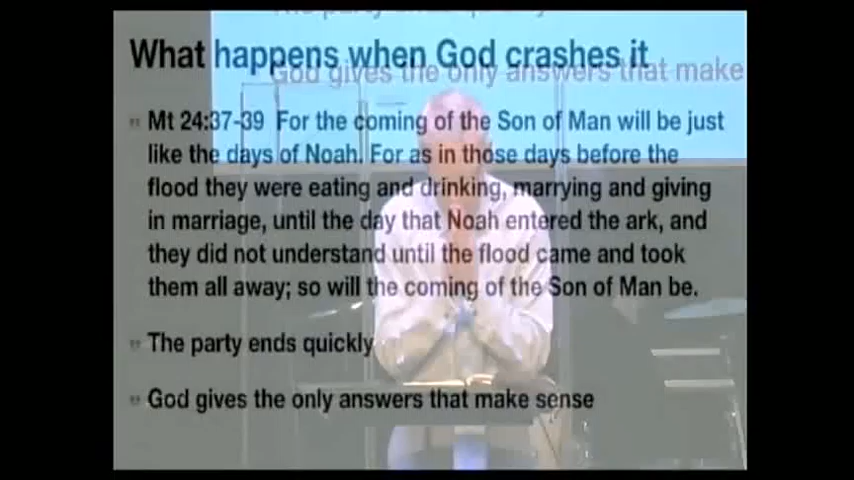 The party ends quickly
God gives the only answers that make
What happens when God crashes it
Mt 24:37-39 For the coming of the Son of Man will be just
like the days of Noah. For as in those days before the
flood they were eating and drinking, marrying and giving
in marriage, until the day that Noah entered the ark, and
they did not understand until the flood came and took
them all away; so will the coming of the Son of Man be.
The party ends quickly
God gives the only answers that make sense